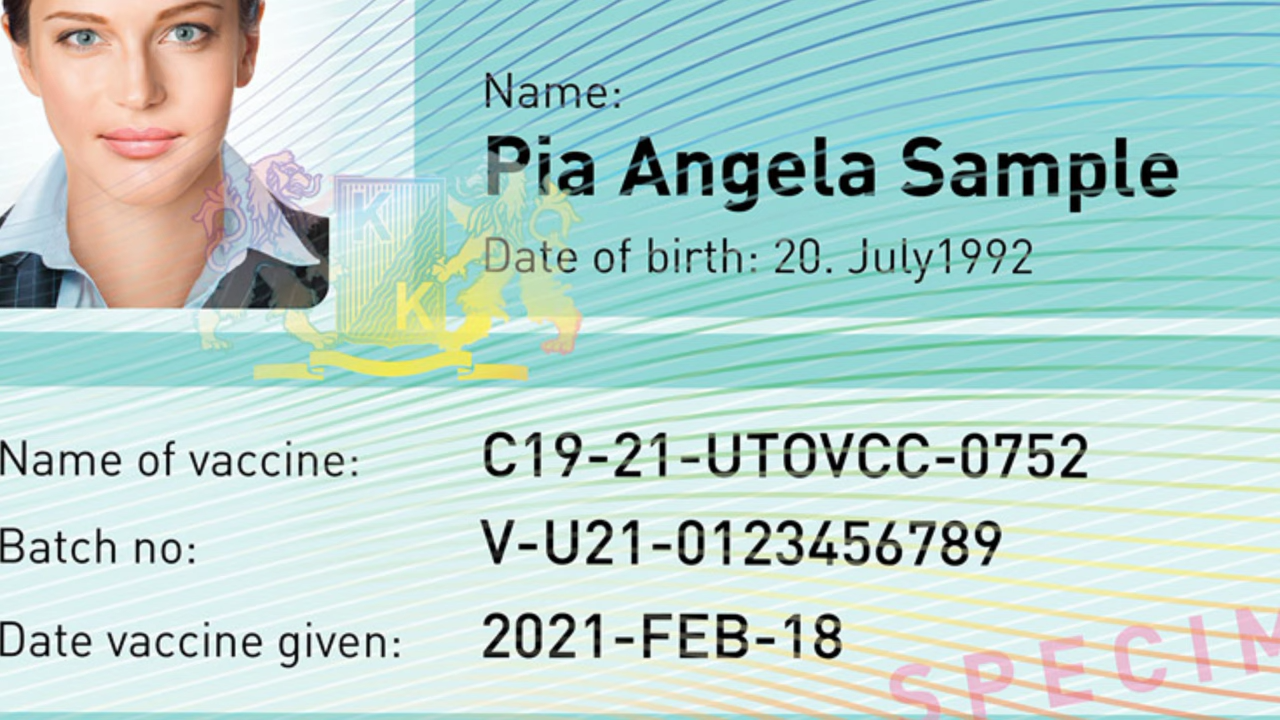 Name:
Pia Angela Sample
Date of birth: 20. July1992
K
K
Name of vaccine: C19-21-UTOVCC-0752
Batch no: V-U21-0123456789
Date vaccine given: 2021-FEB-18
SPECIM